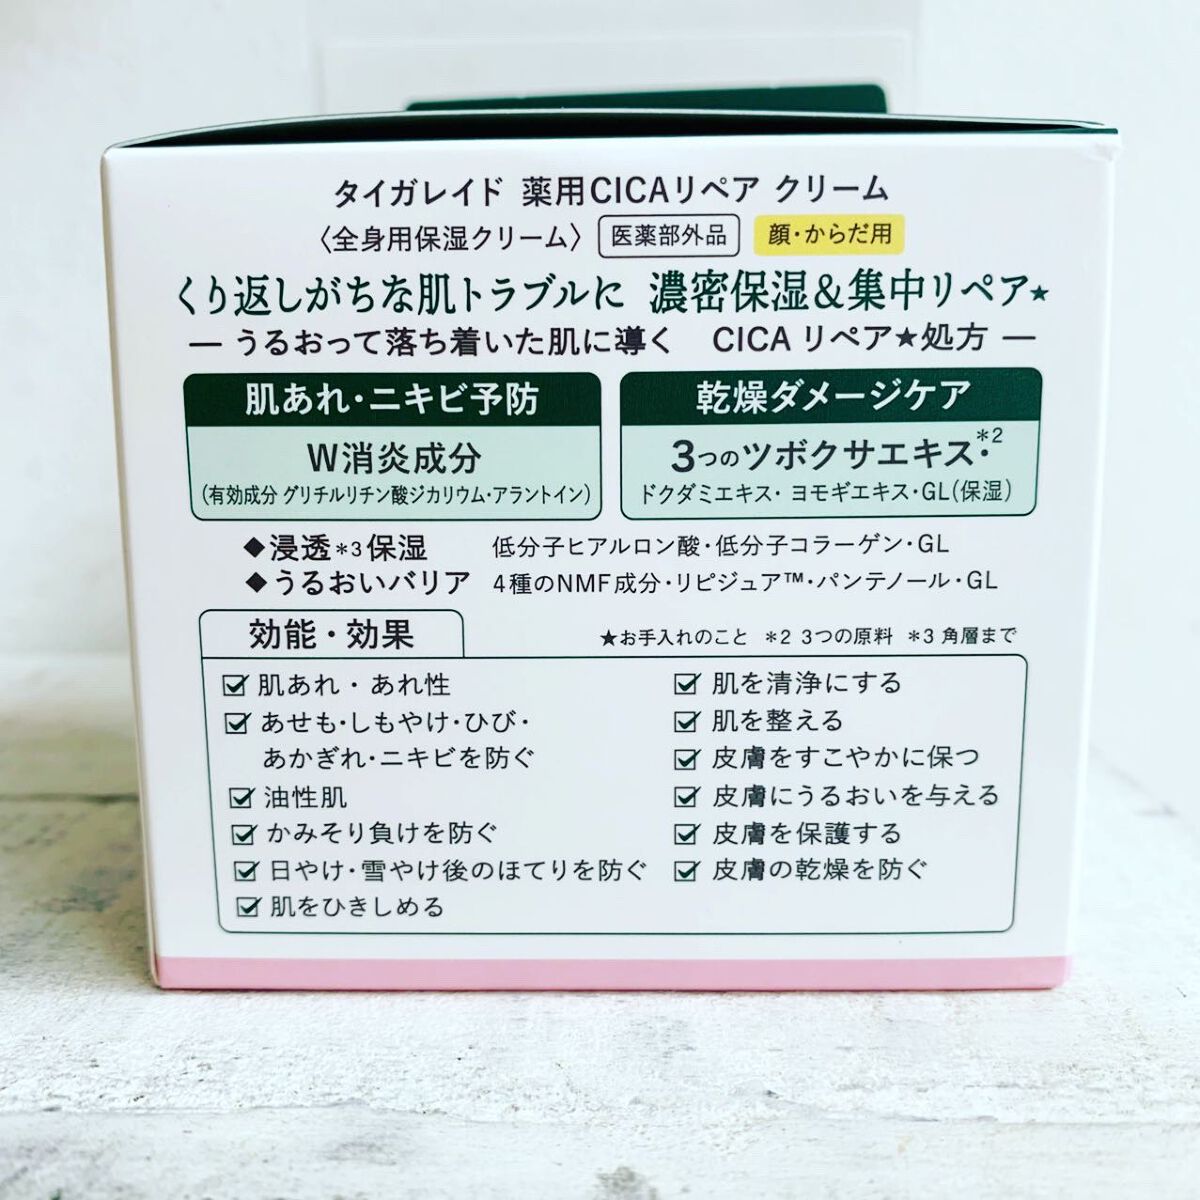 タイガレイド 薬用CICAリペア クリーム
〈全身用保湿クリーム〉 医薬部外品 顔・からだ用
くり返しがちな肌トラブルに 濃密保湿&集中リペア★
― うるおって落ち着いた肌に導く CICA リペア★処方 ―
肌あれ・ニキビ予防
W消炎成分
(有効成分 グリチルリチン酸ジカリウム・アラントイン)
乾燥ダメージケア
3つのツボクサエキス・*2
ドクダミエキス・ ヨモギエキス・GL(保湿)
◆浸透*3保湿 低分子ヒアルロン酸・低分子コラーゲン・GL
◆うるおいバリア 4種のNMF成分・リピジュア™・パンテノール・GL
効能・効果
★お手入れのこと *2 3つの原料 *3 角層まで
☑ 肌あれ・あれ性
☑ あせも・しもやけ・ひび・
あかぎれ・ニキビを防ぐ
☑ 油性肌
☑ かみそり負けを防ぐ
☑ 日やけ・雪やけ後のほてりを防ぐ
☑ 肌をひきしめる
☑ 肌を清浄にする
☑ 肌を整える
☑ 皮膚をすこやかに保つ
☑ 皮膚にうるおいを与える
☑ 皮膚を保護する
☑ 皮膚の乾燥を防ぐ